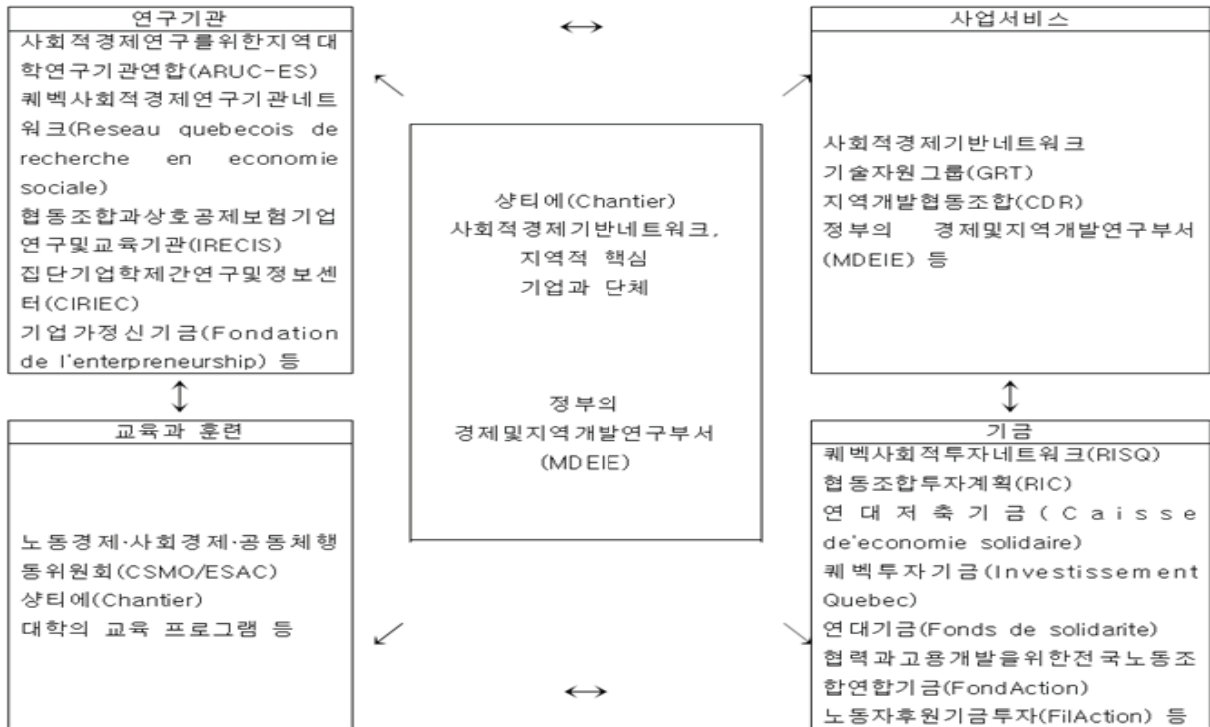 연구기관
사회적경제연구를위한지역대
학연구기관연합(ARUC-ES)
퀘벡사회적경제연구기관네트
워크(Reseau quebecois de
recherche en economie
sociale)
협동조합과상호공제보험기업
연구및교육기관(IRECIS)
집단기업학제간연구및정보센
터(CIRIEC)
기업가정신기금(Fondation
de l'enterpreneurship) 등
↔
사업서비스
사회적경제기반네트워크
기술자원그룹(GRT)
지역개발협동조합(CDR)
정부의 경제및지역개발연구부서
(MDEIE) 등
샹티에(Chantier)
사회적경제기반네트워크,
지역적 핵심
기업과 단체
정부의
경제및지역개발연구부서
(MDEIE)
교육과 훈련
노동경제·사회경제·공동체행
동위원회(CSMO/ESAC)
샹티에(Chantier)
대학의 교육 프로그램 등
기금
퀘벡사회적투자네트워크(RISQ)
협동조합투자계획(RIC)
연대저축기금(Caisse
de'economie solidaire)
퀘벡투자기금(Investissement
Quebec)
연대기금(Fonds de solidarite)
협력과고용개발을위한전국노동조
합연합기금(FondAction)
노동자후원기금투자(FilAction) 등